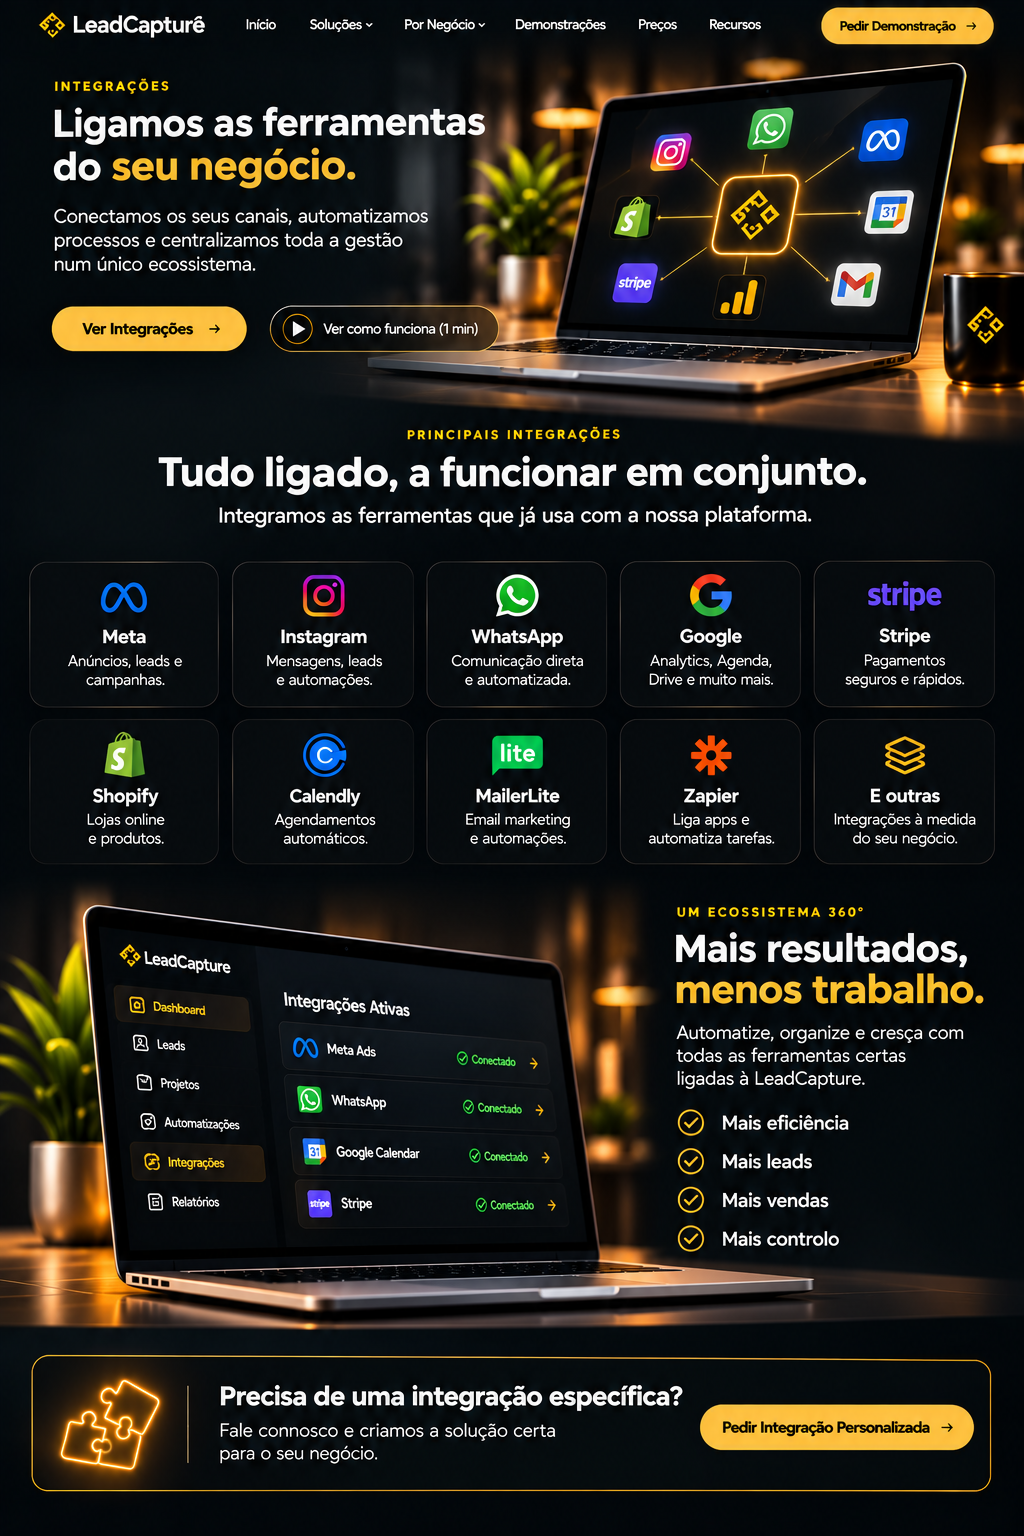 LeadCapturê
Início
Soluções
Por Negócio
Demonstrações
Preços
Recursos
Pedir Demonstração →
INTEGRAÇÕES
Ligamos as ferramentas
do seu negócio.
Conectamos os seus canais, automatizamos
processos e centralizamos toda a gestão
num único ecossistema.
Ver Integrações →
Ver como funciona (1 min)
31
stripe
PRINCIPAIS INTEGRAÇÕES
Tudo ligado, a funcionar em conjunto.
Integramos as ferramentas que já usa com a nossa plataforma.
Meta
Anúncios, leads e
campanhas.
Instagram
Mensagens, leads
e automações.
WhatsApp
Comunicação direta
e automatizada.
Google
Analytics, Agenda,
Drive e muito mais.
stripe
Stripe
Pagamentos
seguros e rápidos.
Shopify
Lojas online
e produtos.
Calendly
Agendamentos
automáticos.
lite
MailerLite
Email marketing
e automações.
Zapier
Liga apps e
automatiza tarefas.
E outras
Integrações à medida
do seu negócio.
LeadCapture
Dashboard
Leads
Projetos
Automatizações
Integrações
Relatórios
Integrações Ativas
Meta Ads
Conectado →
WhatsApp
Conectado →
31
Google Calendar
Conectado →
stripe
Stripe
Conectado →
UM ECOSSISTEMA 360°
Mais resultados,
menos trabalho.
Automatize, organize e cresça com
todas as ferramentas certas
ligadas à LeadCapture.
Mais eficiência
Mais leads
Mais vendas
Mais controlo
Precisa de uma integração específica?
Fale connosco e criamos a solução certa
para o seu negócio.
Pedir Integração Personalizada →